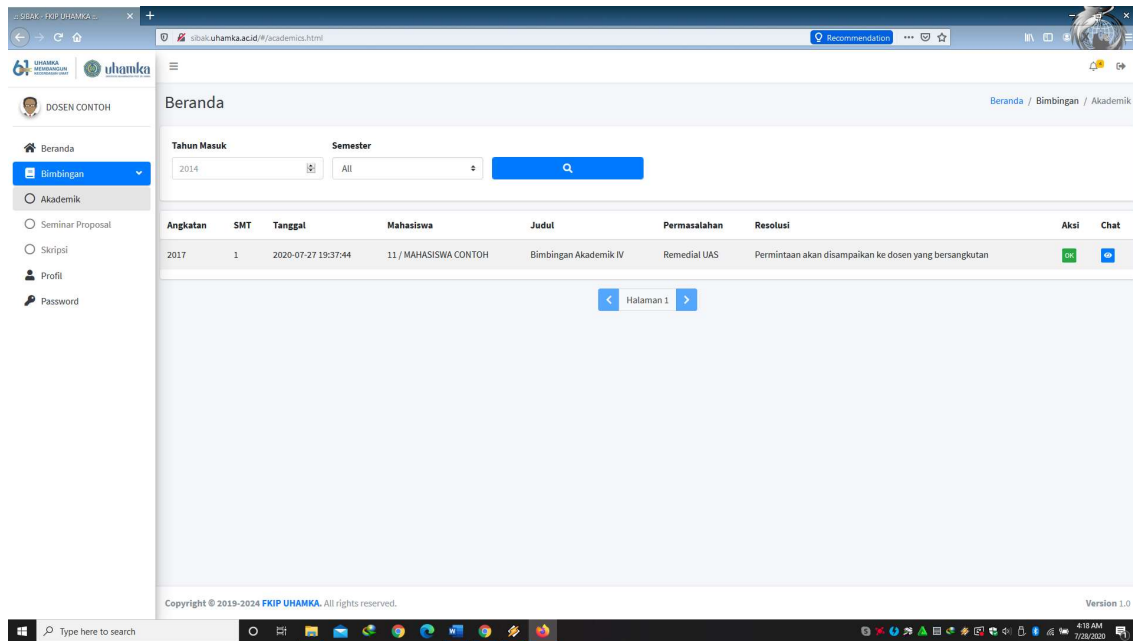 .:: SIBAK - FKIP UHAMKA ::.
sibak.uhamka.ac.id/#/academics.html
Recommendation
61 UHAMKA
MEMBANGUN
uhamka
DOSEN CONTOH
Beranda
Bimbingan
Akademik
Seminar Proposal
Skripsi
Profil
Password
Beranda
Beranda / Bimbingan / Akademik
Tahun Masuk Semester
2014 All
Angkatan SMT Tanggal Mahasiswa Judul Permasalahan Resolusi Aksi Chat
2017 1 2020-07-27 19:37:44 11 / MAHASISWA CONTOH Bimbingan Akademik IV Remedial UAS Permintaan akan disampaikan ke dosen yang bersangkutan OK
Halaman 1
Copyright © 2019-2024 FKIP UHAMKA. All rights reserved.
Version 1.0
Type here to search
4:18 AM
7/28/2020